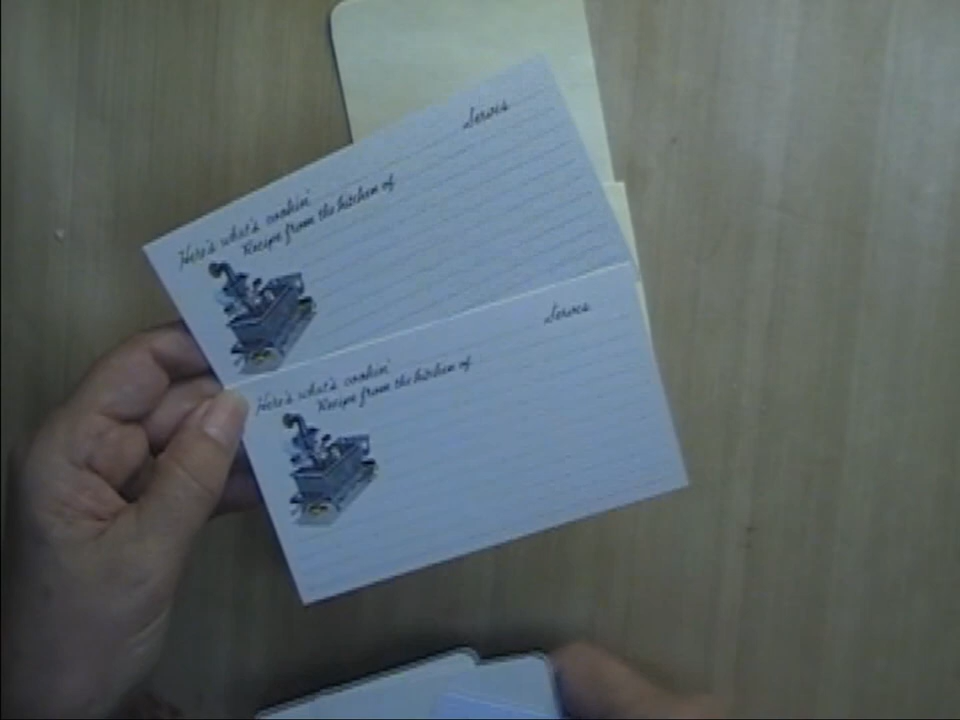 Serves
Here's what's cookin'
Recipe from the kitchen of
Serves
Here's what's cookin'
Recipe from the kitchen of